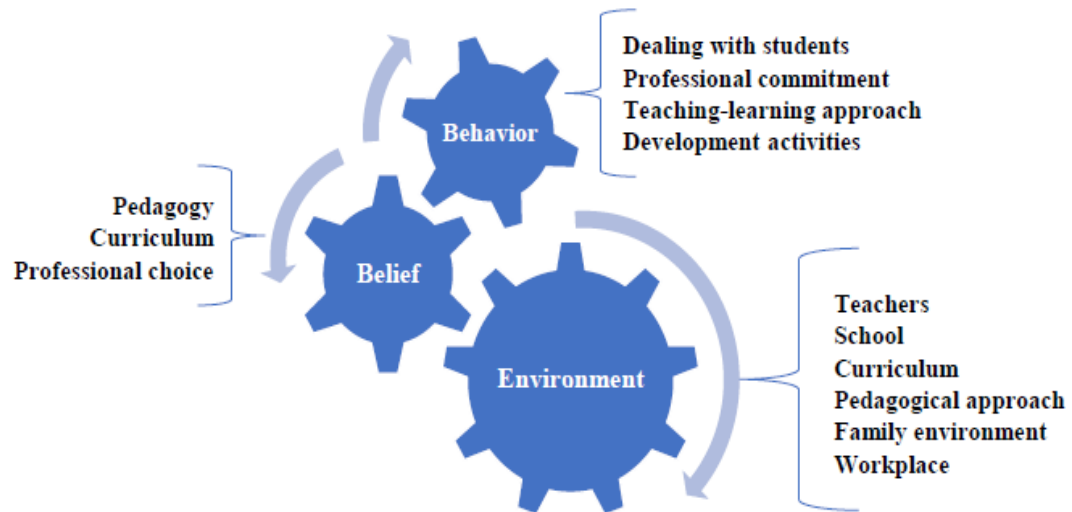 Behavior
Dealing with students
Professional commitment
Teaching-learning approach
Development activities
Pedagogy
Curriculum
Professional choice
Belief
Environment
Teachers
School
Curriculum
Pedagogical approach
Family environment
Workplace